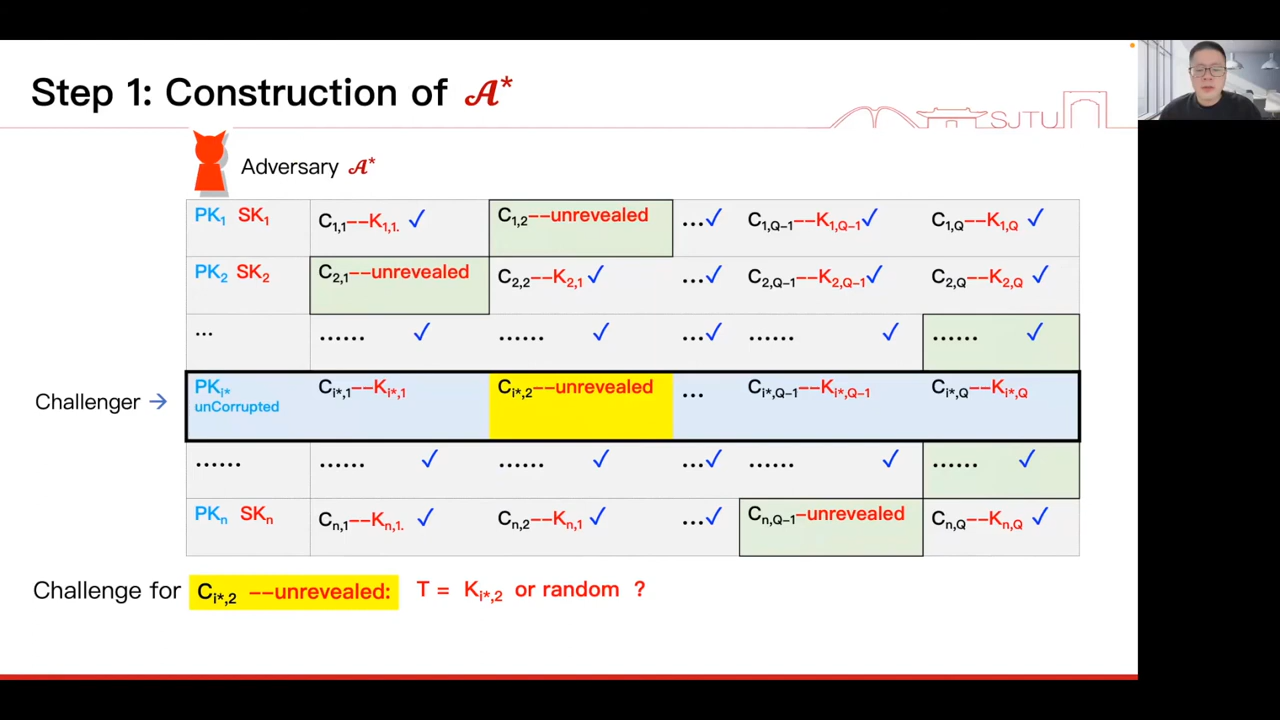 Step 1: Construction of 𝒜*
SJTU
Adversary 𝒜*
PK1 SK1 C1,1--K1,1. ✓ C1,2--unrevealed ...✓ C1,Q-1--K1,Q-1 ✓ C1,Q--K1,Q ✓
PK2 SK2 C2,1--unrevealed C2,2--K2,1 ✓ ...✓ C2,Q-1--K2,Q-1 ✓ C2,Q--K2,Q ✓
... ...... ✓ ...... ✓ ...✓ ...... ✓ ...... ✓
Challenger →
PKi* unCorrupted Ci*,1--Ki*,1 Ci*,2--unrevealed ... Ci*,Q-1--Ki*,Q-1 Ci*,Q--Ki*,Q
...... ...... ✓ ...... ✓ ...✓ ...... ✓ ...... ✓
PKn SKn Cn,1--Kn,1. ✓ Cn,2--Kn,1 ✓ ...✓ Cn,Q-1-unrevealed Cn,Q--Kn,Q ✓
Challenge for Ci*,2 --unrevealed: T = Ki*,2 or random ?